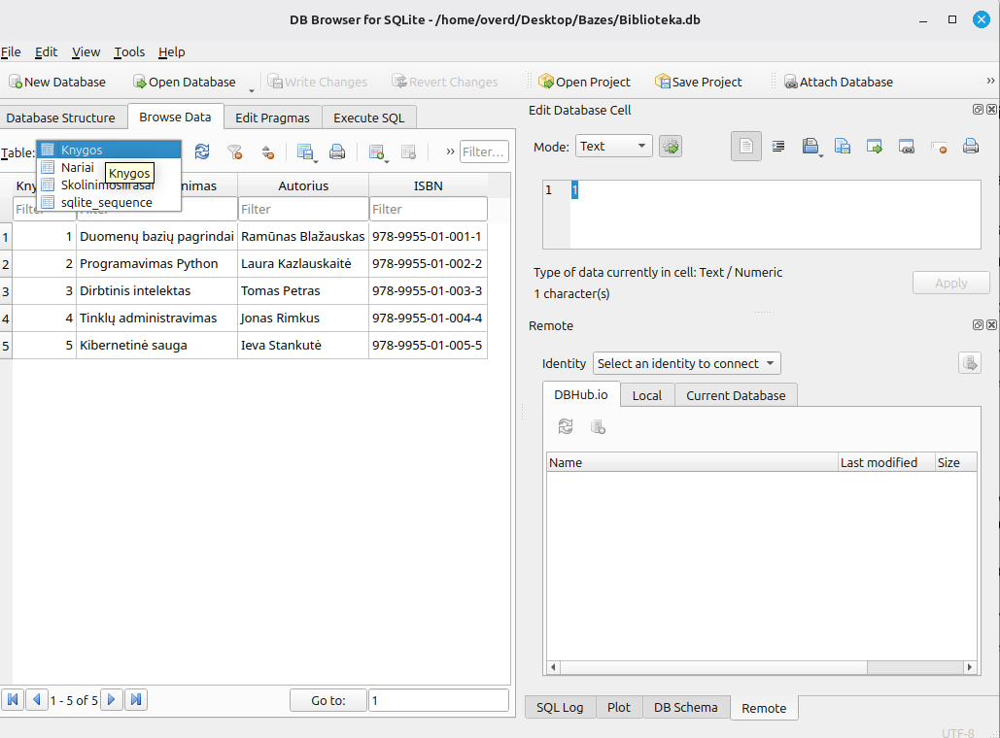 DB Browser for SQLite - /home/overd/Desktop/Bazes/Biblioteka.db
File Edit View Tools Help
New Database Open Database Write Changes Revert Changes Open Project Save Project Attach Database »
Database Structure Browse Data Edit Pragmas Execute SQL
Table: Knygos
Nariai
Knygos
sqlite_sequence
» Filter...
Autorius ISBN
Filter Filter Filter
1 1 Duomenų bazių pagrindai Ramūnas Blažauskas 978-9955-01-001-1
2 2 Programavimas Python Laura Kazlauskaitė 978-9955-01-002-2
3 3 Dirbtinis intelektas Tomas Petras 978-9955-01-003-3
4 4 Tinklų administravimas Jonas Rimkus 978-9955-01-004-4
5 5 Kibernetinė sauga Ieva Stankutė 978-9955-01-005-5
1 - 5 of 5 Go to: 1
Edit Database Cell
Mode: Text
1 1
Type of data currently in cell: Text / Numeric
1 character(s)
Apply
Remote
Identity Select an identity to connect
DBHub.io Local Current Database
Name Last modified Size
SQL Log Plot DB Schema Remote
UTF-8